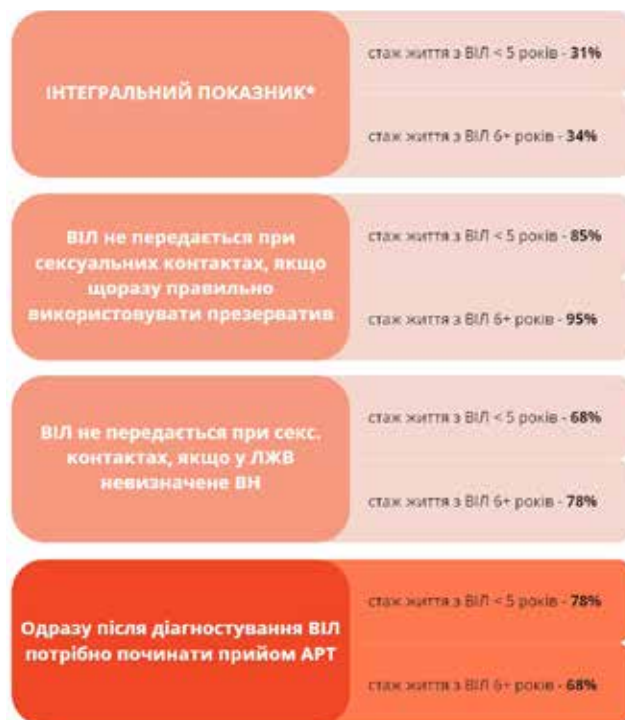 ІНТЕГРАЛЬНИЙ ПОКАЗНИК*
стаж життя з ВІЛ < 5 років - 31%
стаж життя з ВІЛ 6+ років - 34%
ВІЛ не передається при
сексуальних контактах, якщо
щоразу правильно
використовувати презерватив
стаж життя з ВІЛ < 5 років - 85%
стаж життя з ВІЛ 6+ років - 95%
ВІЛ не передається при секс.
контактах, якщо у ЛЖВ
невизначене ВН
стаж життя з ВІЛ < 5 років - 68%
стаж життя з ВІЛ 6+ років - 78%
Одразу після діагностування ВІЛ
потрібно починати прийом АРТ
стаж життя з ВІЛ < 5 років - 78%
стаж життя з ВІЛ 6+ років - 68%